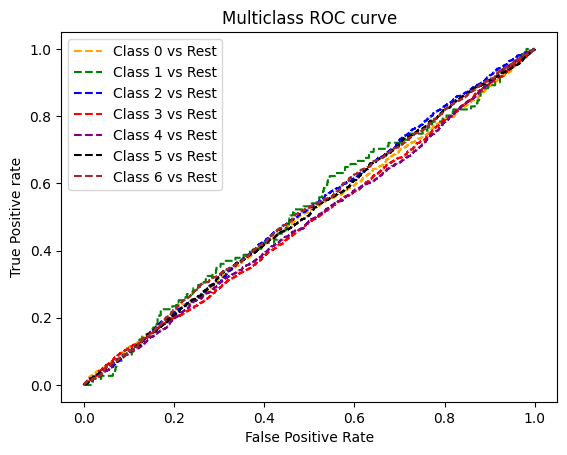 Multiclass ROC curve
Class 0 vs Rest
Class 1 vs Rest
Class 2 vs Rest
Class 3 vs Rest
Class 4 vs Rest
Class 5 vs Rest
Class 6 vs Rest
True Positive rate
1.0
0.8
0.6
0.4
0.2
0.0
0.0 0.2 0.4 0.6 0.8 1.0
False Positive Rate